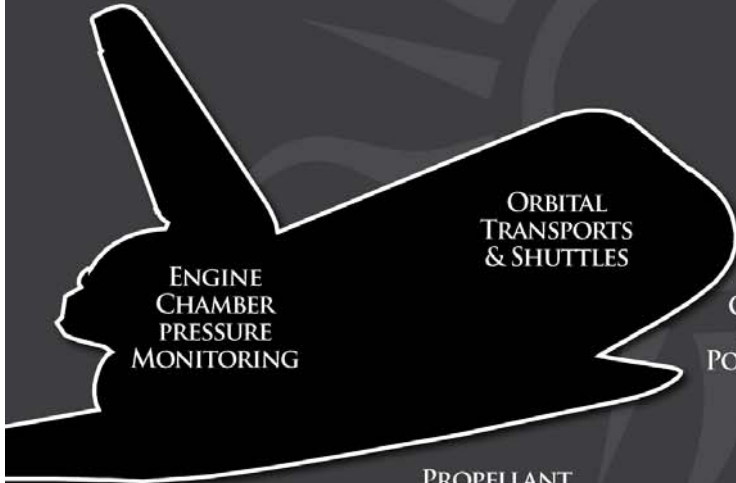 Orbital
Transports
& Shuttles
Engine
Chamber
pressure
Monitoring
Propellant